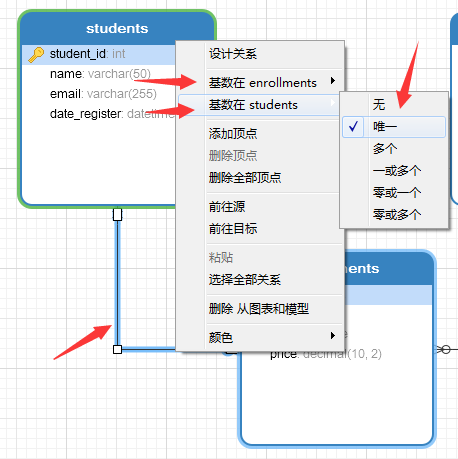 students
student_id: int
name: varchar(50)
email: varchar(255)
date_register: datetim
设计关系
基数在 enrollments
基数在 students
添加顶点
删除顶点
删除全部顶点
前往源
前往目标
粘贴
选择全部关系
删除 从图表和模型
颜色
无
唯一
多个
一或多个
零或一个
零或多个
ments
price: decimal(10, 2)